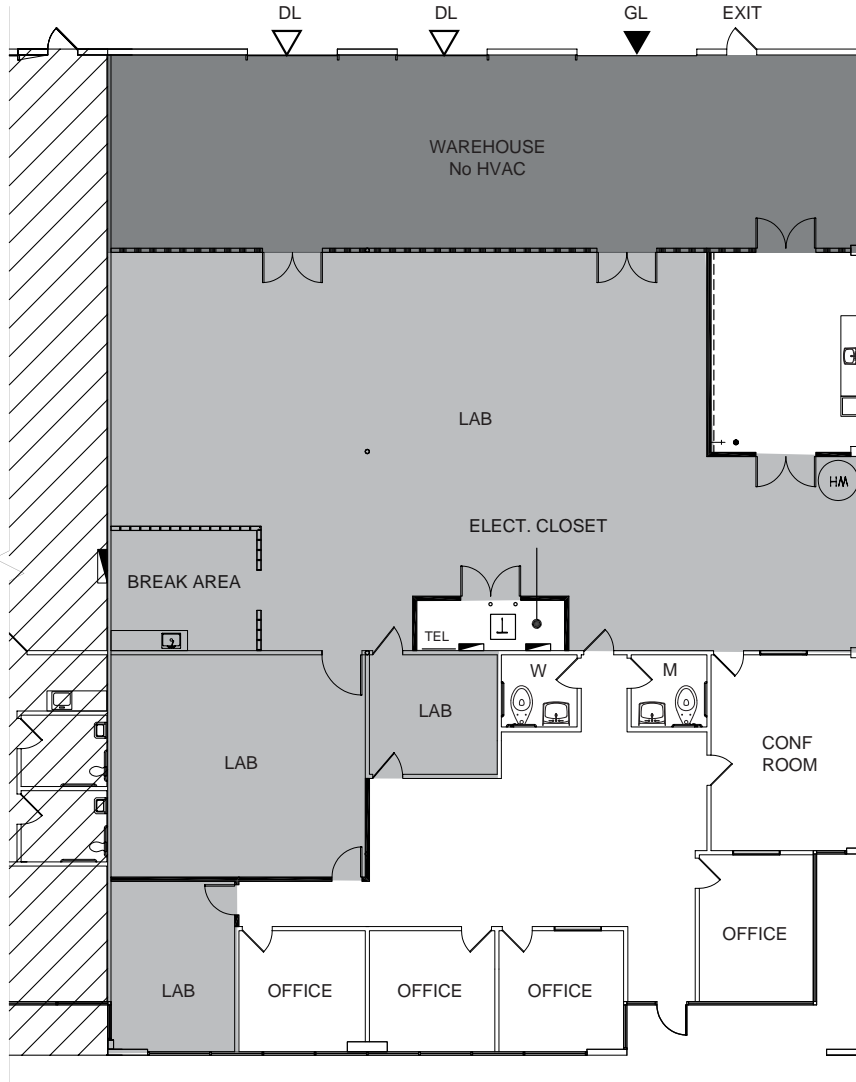 DL DL GL EXIT
WAREHOUSE
No HVAC
LAB
WH
ELECT. CLOSET
BREAK AREA
TEL
T
W M
LAB
LAB
CONF
ROOM
OFFICE
LAB OFFICE OFFICE OFFICE